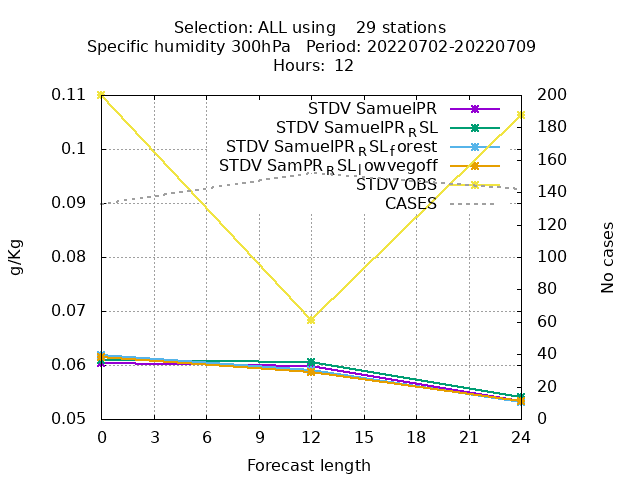 Selection: ALL using    29 stations
Specific humidity 300hPa   Period: 20220702-20220709
Hours:  12
0.11
0.1
0.09
0.08
0.07
0.06
0.05
g/Kg
STDV SamuelPR
STDV SamuelPR_RSL
STDV SamuelPR_RSL_forest
STDV SamPR_RSL_lowvegoff
STDV OBS
CASES
200
180
160
140
120
100
80
60
40
20
0
No cases
0 3 6 9 12 15 18 21 24
Forecast length